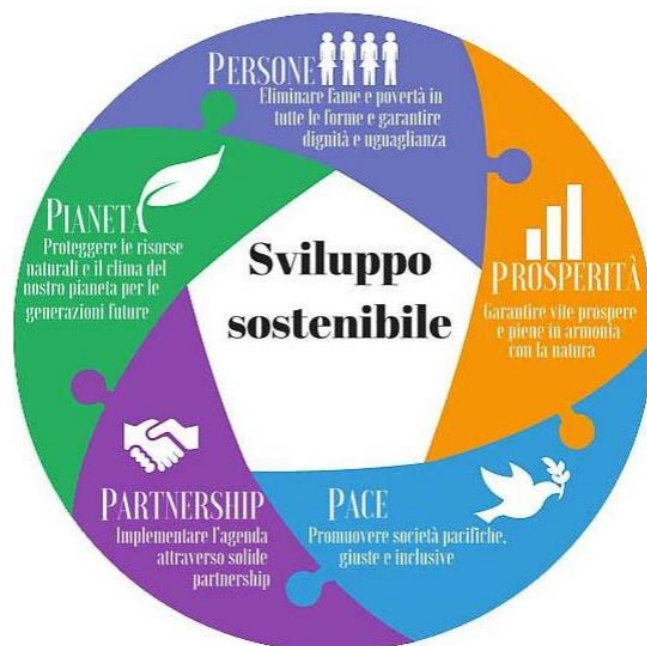 PERSONE
Eliminare fame e povertà in
tutte le forme e garantire
dignità e uguaglianza
PROSPERITÀ
Garantire vite prospere
e piene in armonia
con la natura
PACE
Promuovere società pacifiche,
giuste e inclusive
PARTNERSHIP
Implementare l'agenda
attraverso solide
partnership
PIANETA
Proteggere le risorse
naturali e il clima del
nostro pianeta per le
generazioni future
Sviluppo
sostenibile